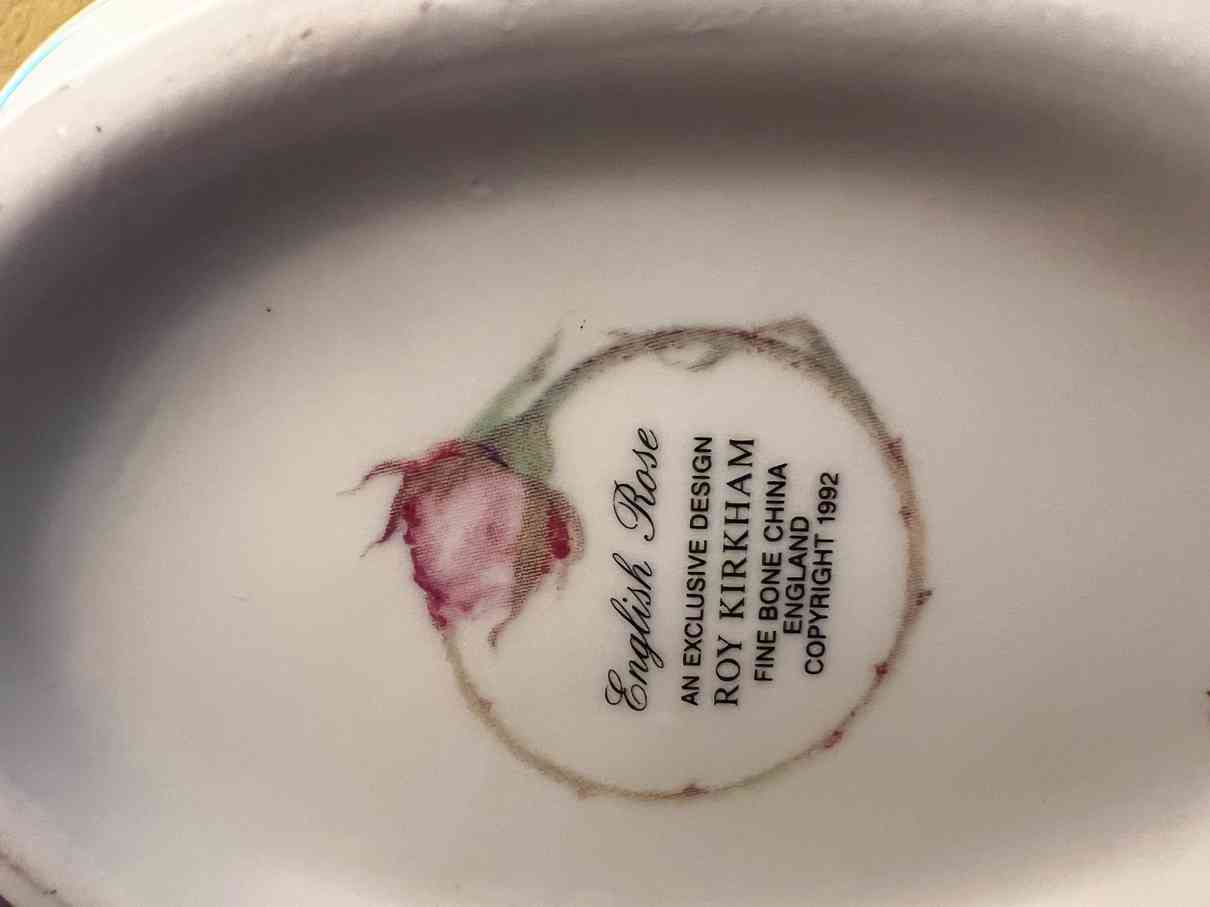 English Rose
AN EXCLUSIVE DESIGN
ROY KIRKHAM
FINE BONE CHINA
ENGLAND
COPYRIGHT 1992